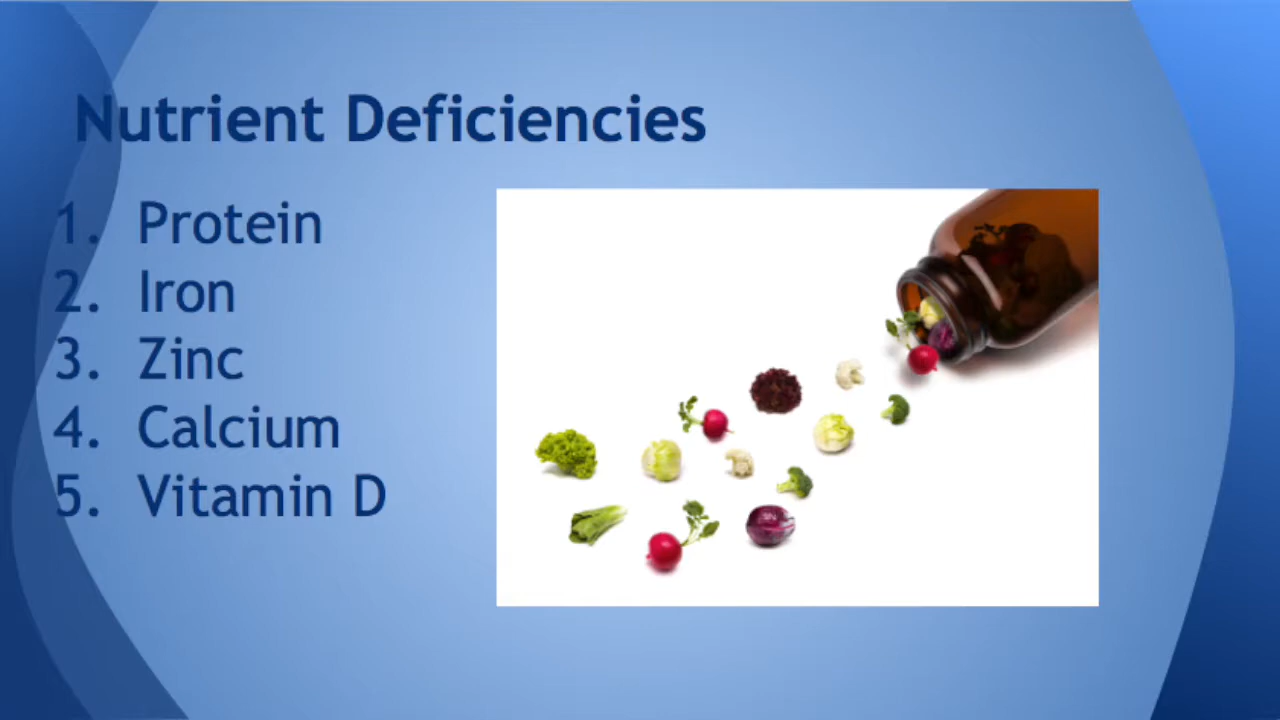 Nutrient Deficiencies
1. Protein
2. Iron
3. Zinc
4. Calcium
5. Vitamin D